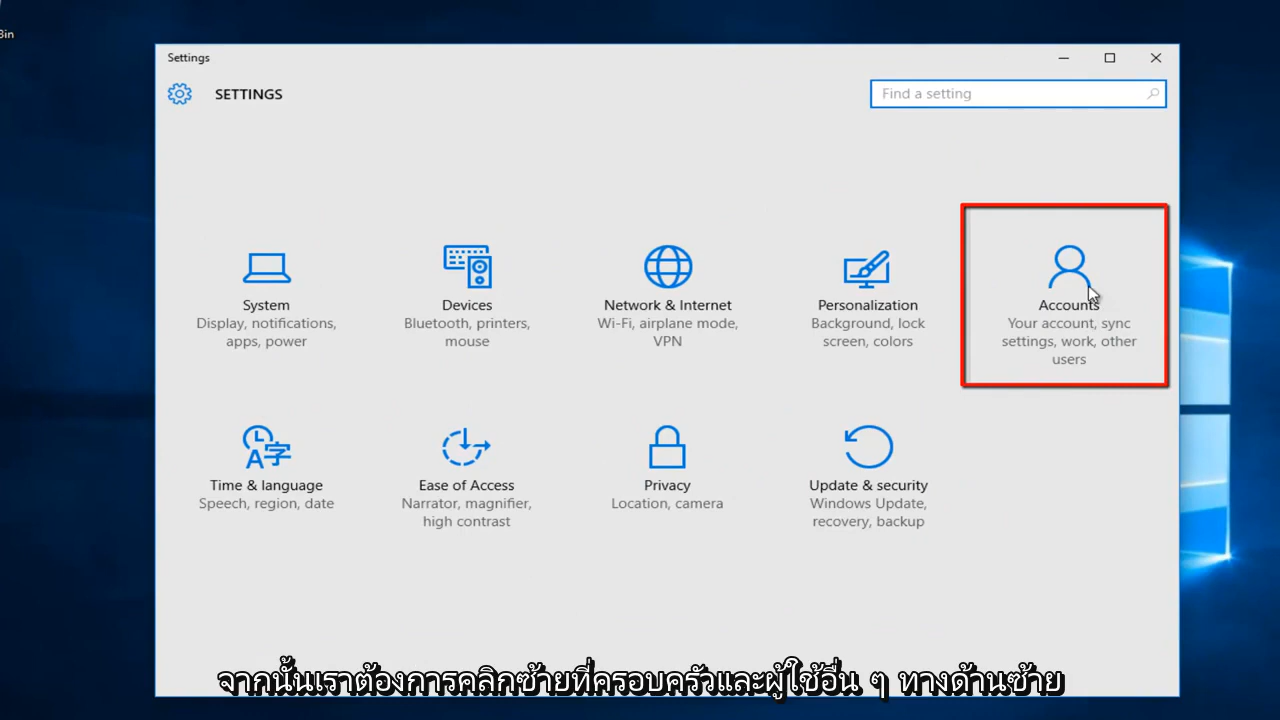 Bin
Settings
SETTINGS
Find a setting
System
Display, notifications,
apps, power
Devices
Bluetooth, printers,
mouse
Network & Internet
Wi-Fi, airplane mode,
VPN
Personalization
Background, lock
screen, colors
Accounts
Your account, sync
settings, work, other
users
Time & language
Speech, region, date
Ease of Access
Narrator, magnifier,
high contrast
Privacy
Location, camera
Update & security
Windows Update,
recovery, backup
จากนั้นเราต้องการคลิกซ้ายที่ครอบครัวและผู้ใช้อื่น ๆ ทางด้านซ้าย